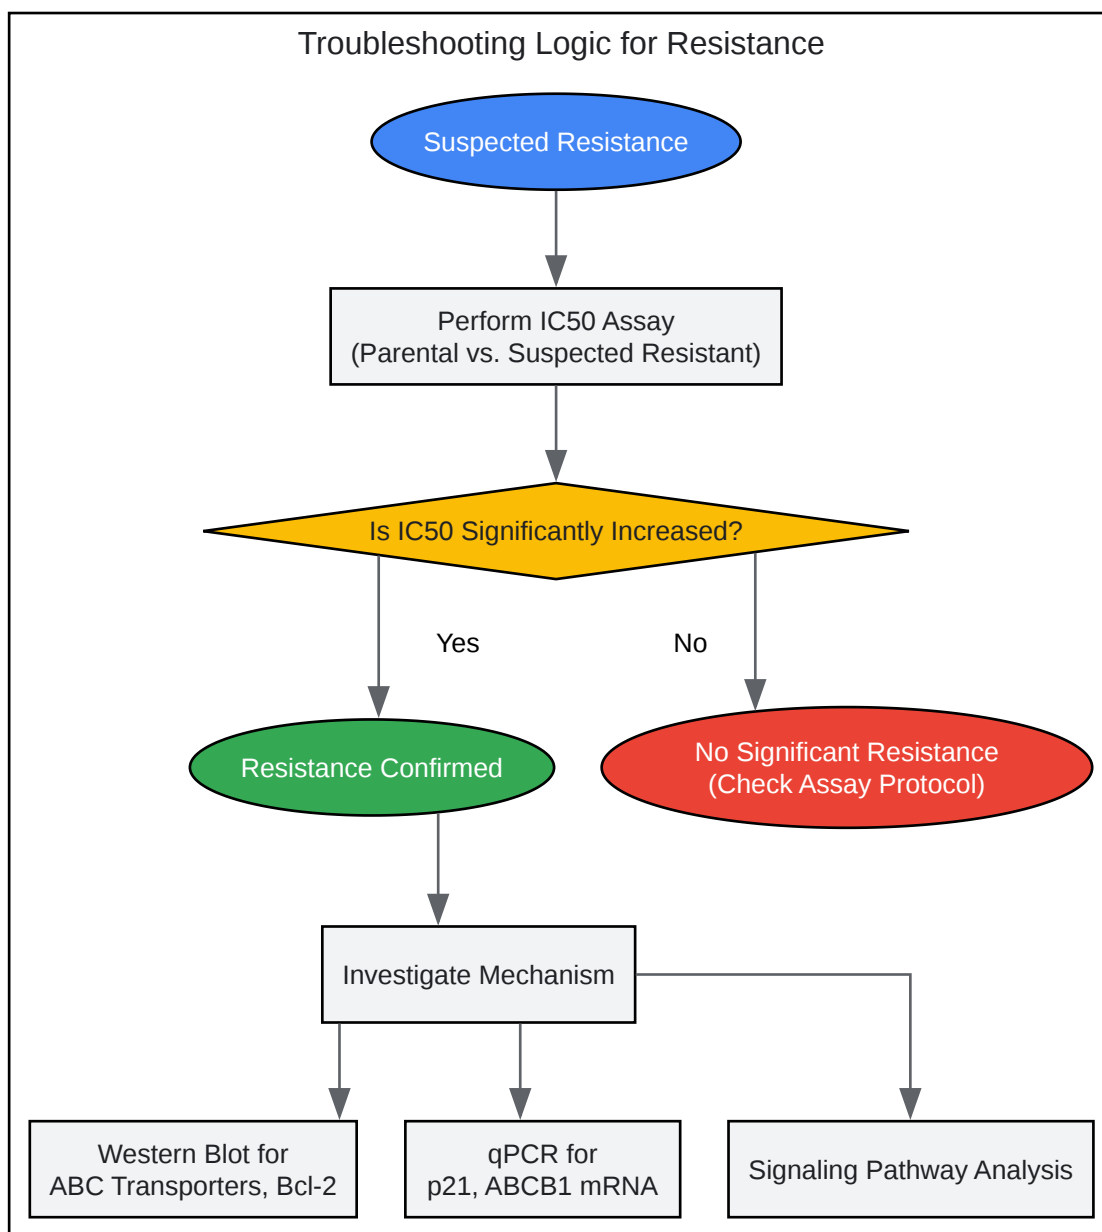 Troubleshooting Logic for Resistance
Suspected Resistance
Perform IC50 Assay
(Parental vs. Suspected Resistant)
Is IC50 Significantly Increased?
Yes
No
Resistance Confirmed
No Significant Resistance
(Check Assay Protocol)
Investigate Mechanism
Western Blot for
ABC Transporters, Bcl-2
qPCR for
p21, ABCB1 mRNA
Signaling Pathway Analysis